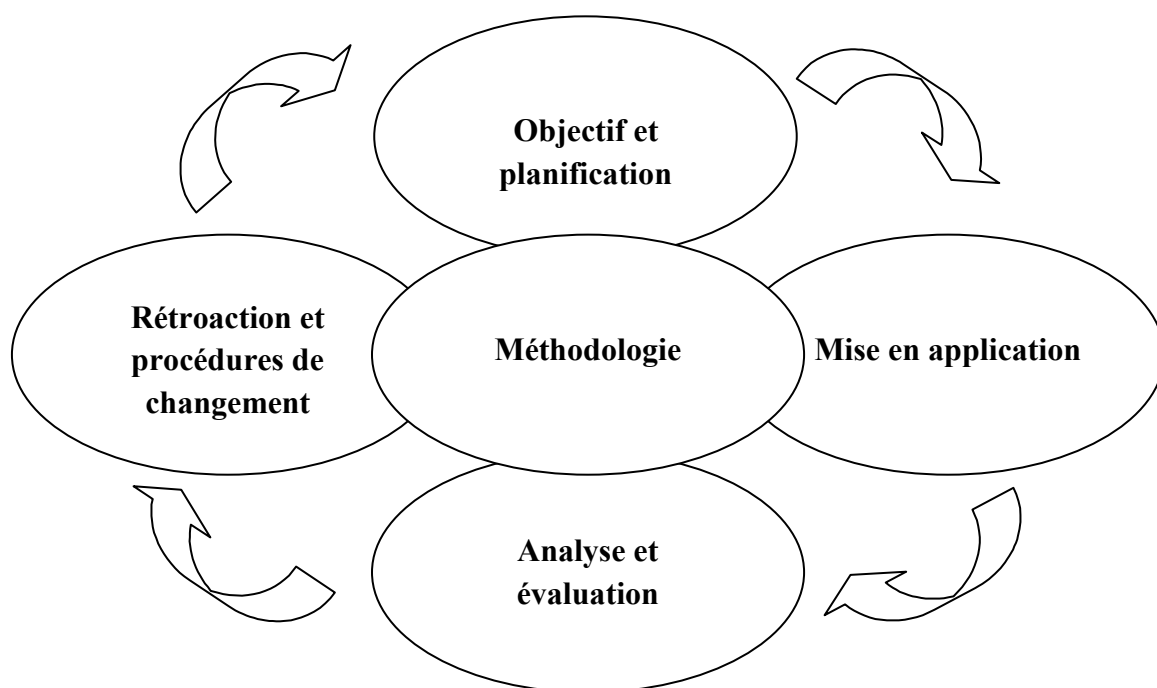 Objectif et
planification
Rétroaction et
procédures de
changement
Méthodologie
Mise en application
Analyse et
évaluation